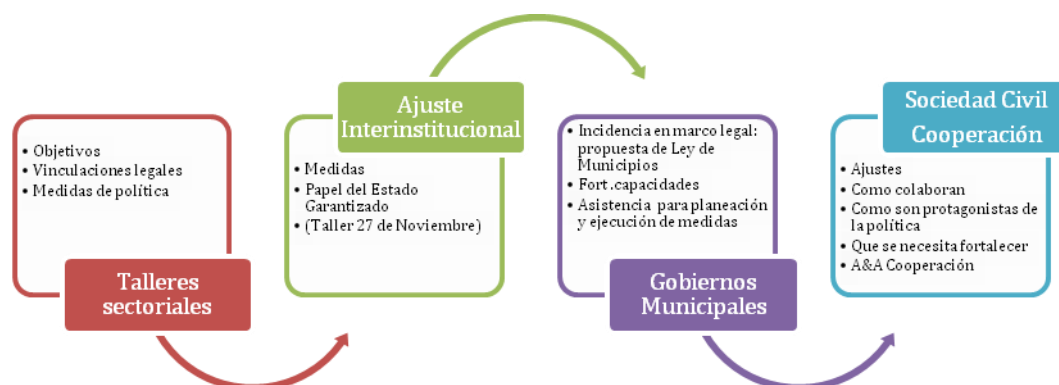 • Objetivos
• Vinculaciones legales
• Medidas de política
Talleres
sectoriales
Ajuste
Interinstitucional
• Medidas
• Papel del Estado
Garantizado
• (Taller 27 de Noviembre)
• Incidencia en marco legal:
propuesta de Ley de
Municipios
• Fort .capacidades
• Asistencia para planeación
y ejecución de medidas
Gobiernos
Municipales
Sociedad Civil
Cooperación
• Ajustes
• Como colaboran
• Como son protagonistas de
la política
• Que se necesita fortalecer
• A&A Cooperación